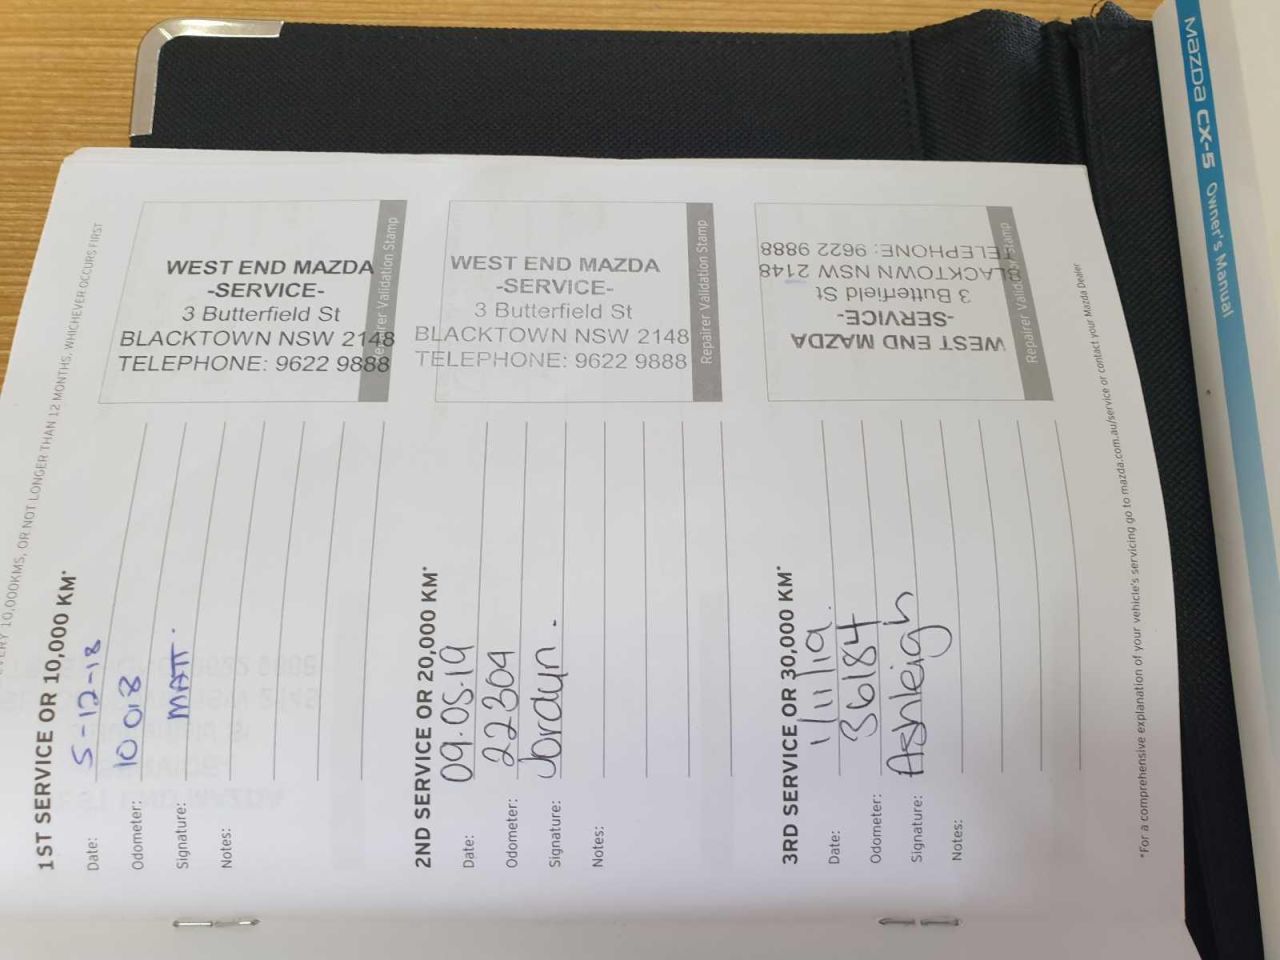 EVERY 10,000KMS, OR NOT LONGER THAN 12 MONTHS, WHICHEVER OCCURS FIRST
1ST SERVICE OR 10,000 KM*
Date: 5-12-18
Odometer: 10 018
Signature: MATT.
Notes:
WEST END MAZDA
-SERVICE-
3 Butterfield St
BLACKTOWN NSW 2148
TELEPHONE: 9622 9888
Repairer Validation Stamp
2ND SERVICE OR 20,000 KM*
Date: 09.05.19
Odometer: 22304
Signature: Jordyn.
Notes:
WEST END MAZDA
-SERVICE-
3 Butterfield St
BLACKTOWN NSW 2148
TELEPHONE: 9622 9888
Repairer Validation Stamp
3RD SERVICE OR 30,000 KM*
Date: 1/11/19.
Odometer: 36184
Signature: Ashleigh
Notes:
WEST END MAZDA
-SERVICE-
3 Butterfield St
BLACKTOWN NSW 2148
TELEPHONE: 9622 9888
Repairer Validation Stamp
*For a comprehensive explanation of your vehicle's servicing go to mazda.com.au/service or contact your Mazda Dealer
Mazda CX-5 Owner's Manual